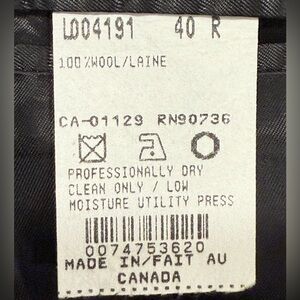 L004191 40 R
100%WOOL/LAINE
CA-01129 RN90736
PROFESSIONALLY DRY
CLEAN ONLY / LOW
MOISTURE UTILITY PRESS
0074753620
MADE IN/FAIT AU
CANADA